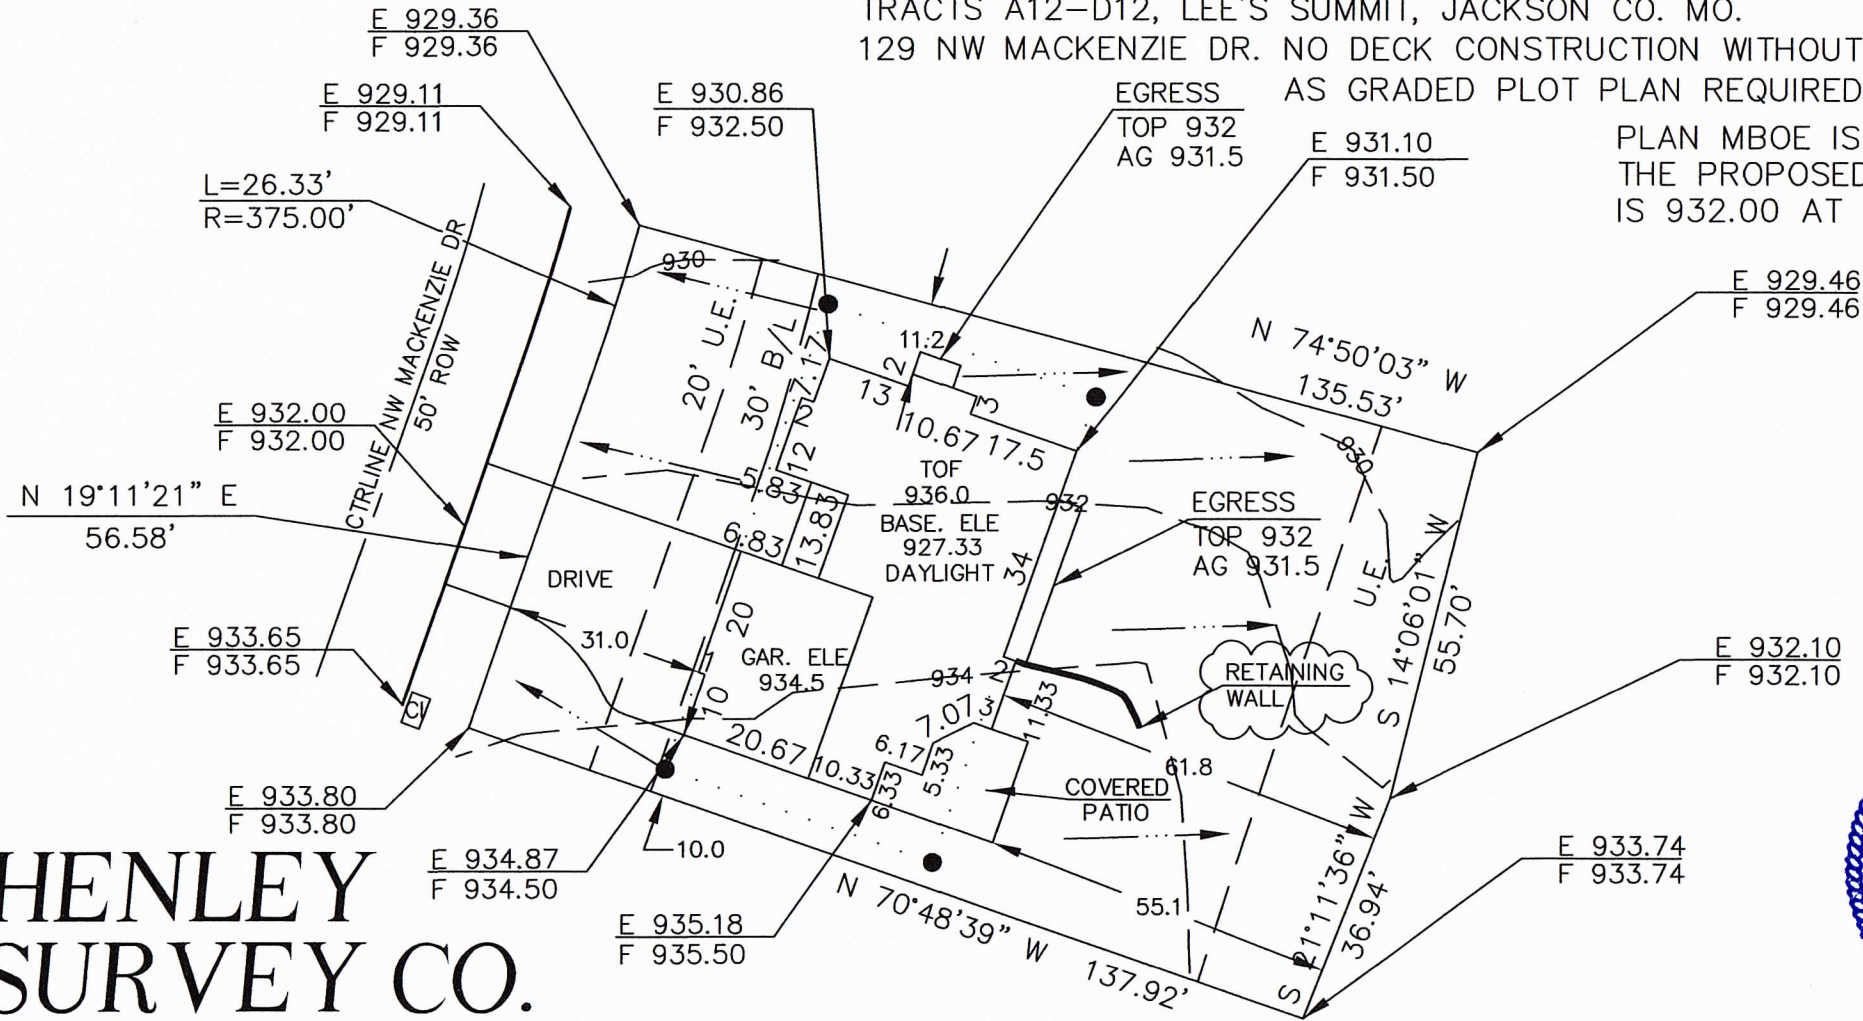 TRACTS A12-D12, LEE'S SUMMIT, JACKSON CO. MO.
129 NW MACKENZIE DR. NO DECK CONSTRUCTION WITHOUT
AS GRADED PLOT PLAN REQUIRED
PLAN MBOE IS
THE PROPOSED
IS 932.00 AT
E 929.36
F 929.36
E 929.11
F 929.11
L=26.33'
R=375.00'
E 930.86
F 932.50
EGRESS
TOP 932
AG 931.5
E 931.10
F 931.50
E 929.46
F 929.46
CTRLINE NW MACKENZIE DR
50' ROW
E 932.00
F 932.00
N 19°11'21" E
56.58'
E 933.65
F 933.65
CI
E 933.80
F 933.80
930
20' U.E.
30' B/L
7.17
2
12
5.83
6.83
13.83
13
2
11.2
10.67
3
17.5
N 74°50'03" W
135.53'
930
TOF
936.0
BASE. ELE
927.33
DAYLIGHT
932
34
EGRESS
TOP 932
AG 931.5
U.E.
S 14°06'01" W
55.70'
DRIVE
31.0
20
1
10
GAR. ELE
934.5
934
2
RETAINING
WALL
E 932.10
F 932.10
20.67
10.33
6.33
6.17
5.33
7.07
3
11.33
61.8
COVERED
PATIO
55.1
10.0
E 934.87
F 934.50
E 935.18
F 935.50
N 70°48'39" W
137.92'
S 21°11'36" W
36.94'
E 933.74
F 933.74
HENLEY
SURVEY CO.